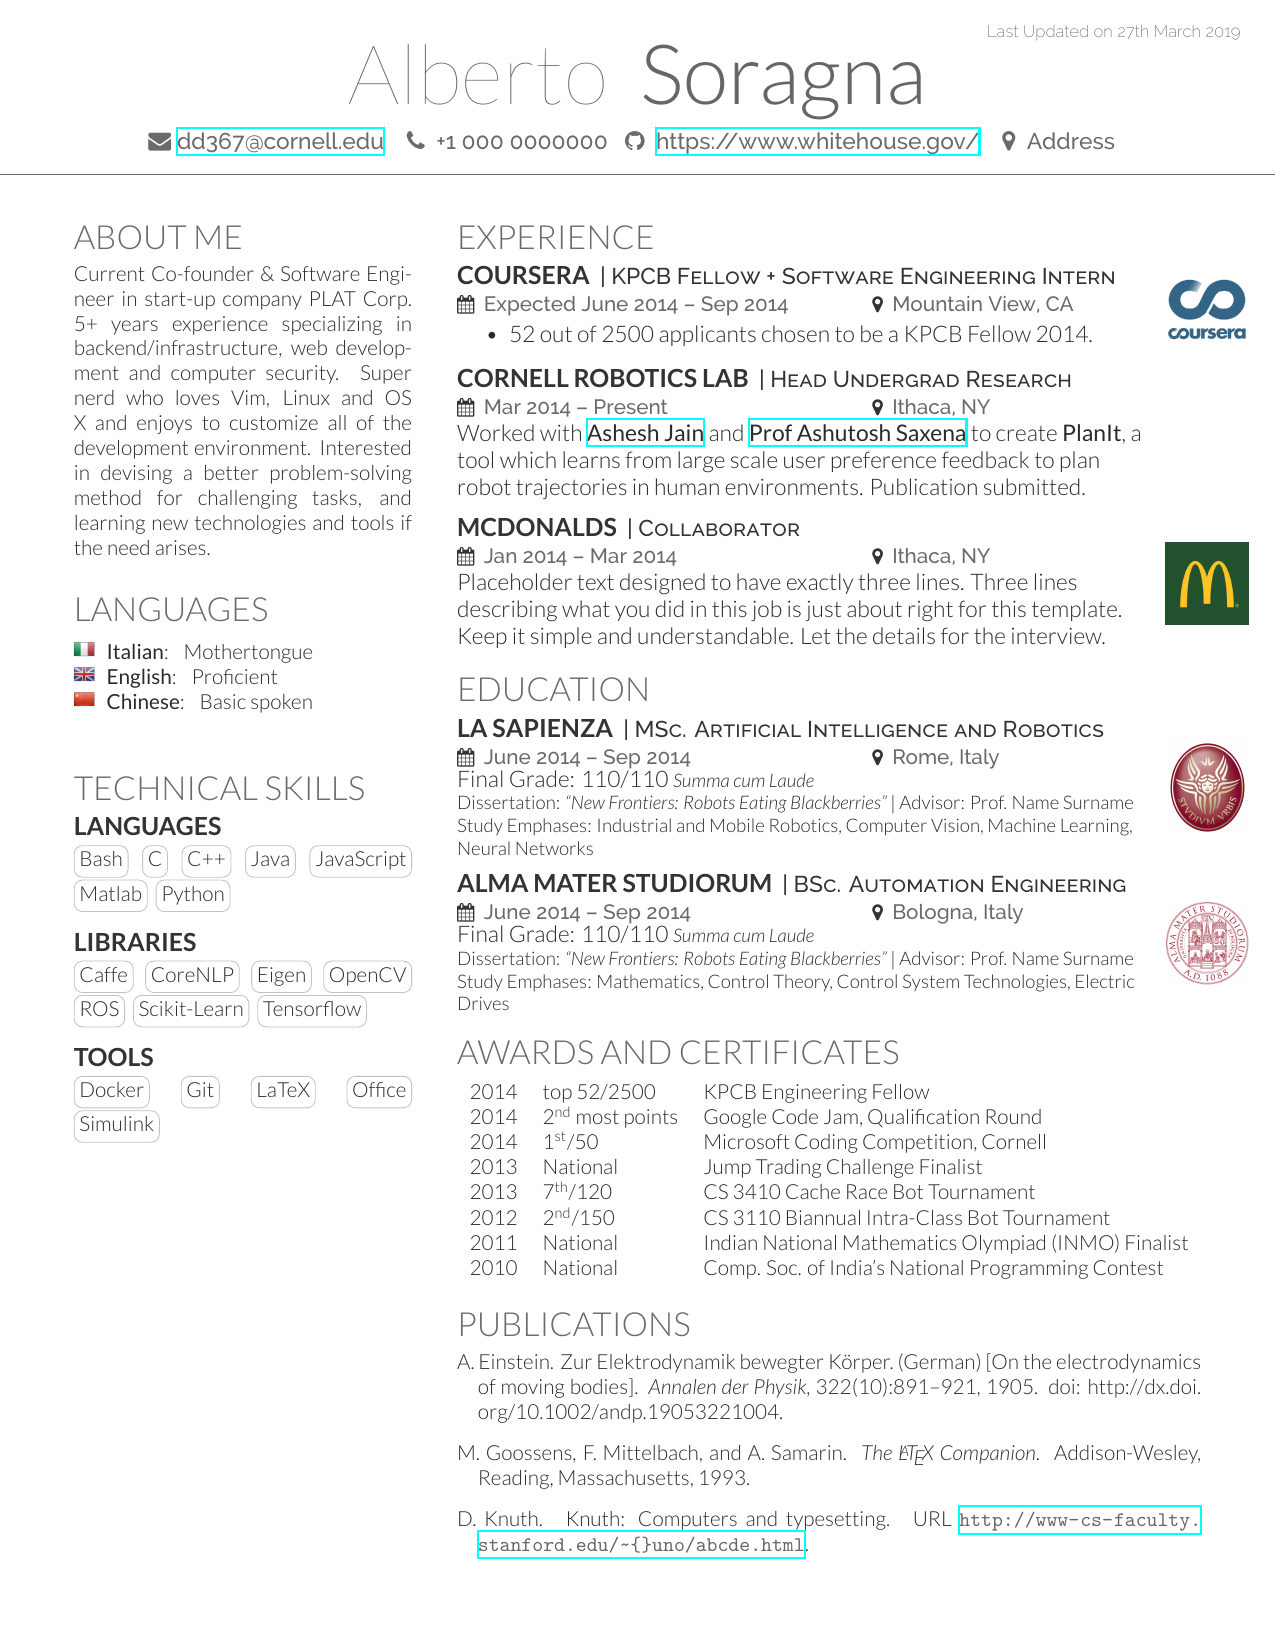 Last Updated on 27th March 2019
Alberto Soragna
dd367@cornell.edu +1 000 0000000 https://www.whitehouse.gov/ Address
ABOUT ME
Current Co-founder & Software Engi-
neer in start-up company PLAT Corp.
5+ years experience specializing in
backend/infrastructure, web develop-
ment and computer security. Super
nerd who loves Vim, Linux and OS
X and enjoys to customize all of the
development environment. Interested
in devising a better problem-solving
method for challenging tasks, and
learning new technologies and tools if
the need arises.
LANGUAGES
Italian: Mothertongue
English: Proficient
Chinese: Basic spoken
TECHNICAL SKILLS
LANGUAGES
Bash C C++ Java JavaScript
Matlab Python
LIBRARIES
Caffe CoreNLP Eigen OpenCV
ROS Scikit-Learn Tensorflow
TOOLS
Docker Git LaTeX Office
Simulink
EXPERIENCE
COURSERA | KPCB Fellow + Software Engineering Intern
Expected June 2014 – Sep 2014 Mountain View, CA
• 52 out of 2500 applicants chosen to be a KPCB Fellow 2014.
coursera
CORNELL ROBOTICS LAB | Head Undergrad Research
Mar 2014 – Present Ithaca, NY
Worked with Ashesh Jain and Prof Ashutosh Saxena to create PlanIt, a
tool which learns from large scale user preference feedback to plan
robot trajectories in human environments. Publication submitted.
MCDONALDS | Collaborator
Jan 2014 – Mar 2014 Ithaca, NY
Placeholder text designed to have exactly three lines. Three lines
describing what you did in this job is just about right for this template.
Keep it simple and understandable. Let the details for the interview.
EDUCATION
LA SAPIENZA | MSc. Artificial Intelligence and Robotics
June 2014 – Sep 2014 Rome, Italy
Final Grade: 110/110 Summa cum Laude
Dissertation: “New Frontiers: Robots Eating Blackberries” | Advisor: Prof. Name Surname
Study Emphases: Industrial and Mobile Robotics, Computer Vision, Machine Learning,
Neural Networks
STVDIVM VRBIS
ALMA MATER STUDIORUM | BSc. Automation Engineering
June 2014 – Sep 2014 Bologna, Italy
Final Grade: 110/110 Summa cum Laude
Dissertation: “New Frontiers: Robots Eating Blackberries” | Advisor: Prof. Name Surname
Study Emphases: Mathematics, Control Theory, Control System Technologies, Electric
Drives
ALMA MATER STUDIORUM
A.D. 1088
AWARDS AND CERTIFICATES
2014 top 52/2500 KPCB Engineering Fellow
2014 2nd most points Google Code Jam, Qualification Round
2014 1st/50 Microsoft Coding Competition, Cornell
2013 National Jump Trading Challenge Finalist
2013 7th/120 CS 3410 Cache Race Bot Tournament
2012 2nd/150 CS 3110 Biannual Intra-Class Bot Tournament
2011 National Indian National Mathematics Olympiad (INMO) Finalist
2010 National Comp. Soc. of India’s National Programming Contest
PUBLICATIONS
A. Einstein. Zur Elektrodynamik bewegter Körper. (German) [On the electrodynamics
of moving bodies]. Annalen der Physik, 322(10):891–921, 1905. doi: http://dx.doi.
org/10.1002/andp.19053221004.
M. Goossens, F. Mittelbach, and A. Samarin. The LATEX Companion. Addison-Wesley,
Reading, Massachusetts, 1993.
D. Knuth. Knuth: Computers and typesetting. URL http://www-cs-faculty.
stanford.edu/~{}uno/abcde.html.